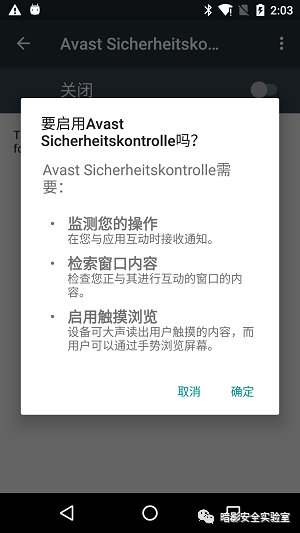 2:03
Avast Sicherheitsko...
关闭
T
fo
要启用Avast
Sicherheitskontrolle吗?
Avast Sicherheitskontrolle需
要:
• 监测您的操作
在您与应用互动时接收通知。
• 检索窗口内容
检查您正与其进行互动的窗口的内
容。
• 启用触摸浏览
设备可大声读出用户触摸的内容，而
用户可以通过手势浏览屏幕。
取消 确定
暗影安全实验室